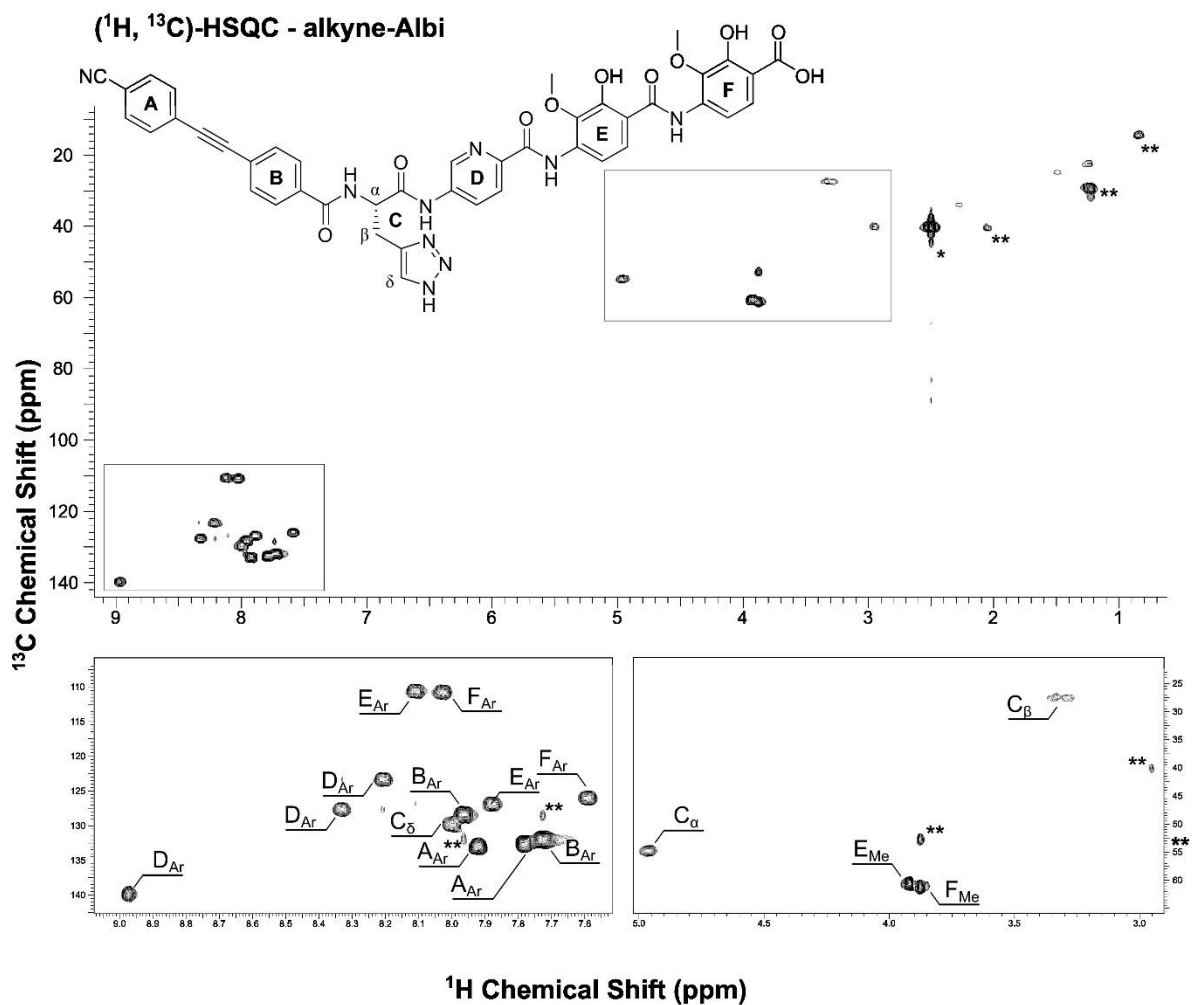 (¹H, ¹³C)-HSQC - alkyne-Albi
NC
A
B
O
N
H
α
C
β
δ
O
N
H
N
N
N
H
N
D
O
N
H
O
OH
E
O
N
H
O
OH
F
O
OH
20
40
60
80
100
120
140
9 8 7 6 5 4 3 2 1
**
**
**
*
¹³C Chemical Shift (ppm)
E_Ar
F_Ar
D_Ar
B_Ar
E_Ar
F_Ar
D_Ar
C_δ
**
**
A_Ar
D_Ar
A_Ar
B_Ar
110
115
120
125
130
135
140
9.0 8.9 8.8 8.7 8.6 8.5 8.4 8.3 8.2 8.1 8.0 7.9 7.8 7.7 7.6
C_β
**
C_α
**
E_Me
F_Me
25
30
35
40
45
50
**
55
60
65
5.0 4.5 4.0 3.5 3.0
¹H Chemical Shift (ppm)